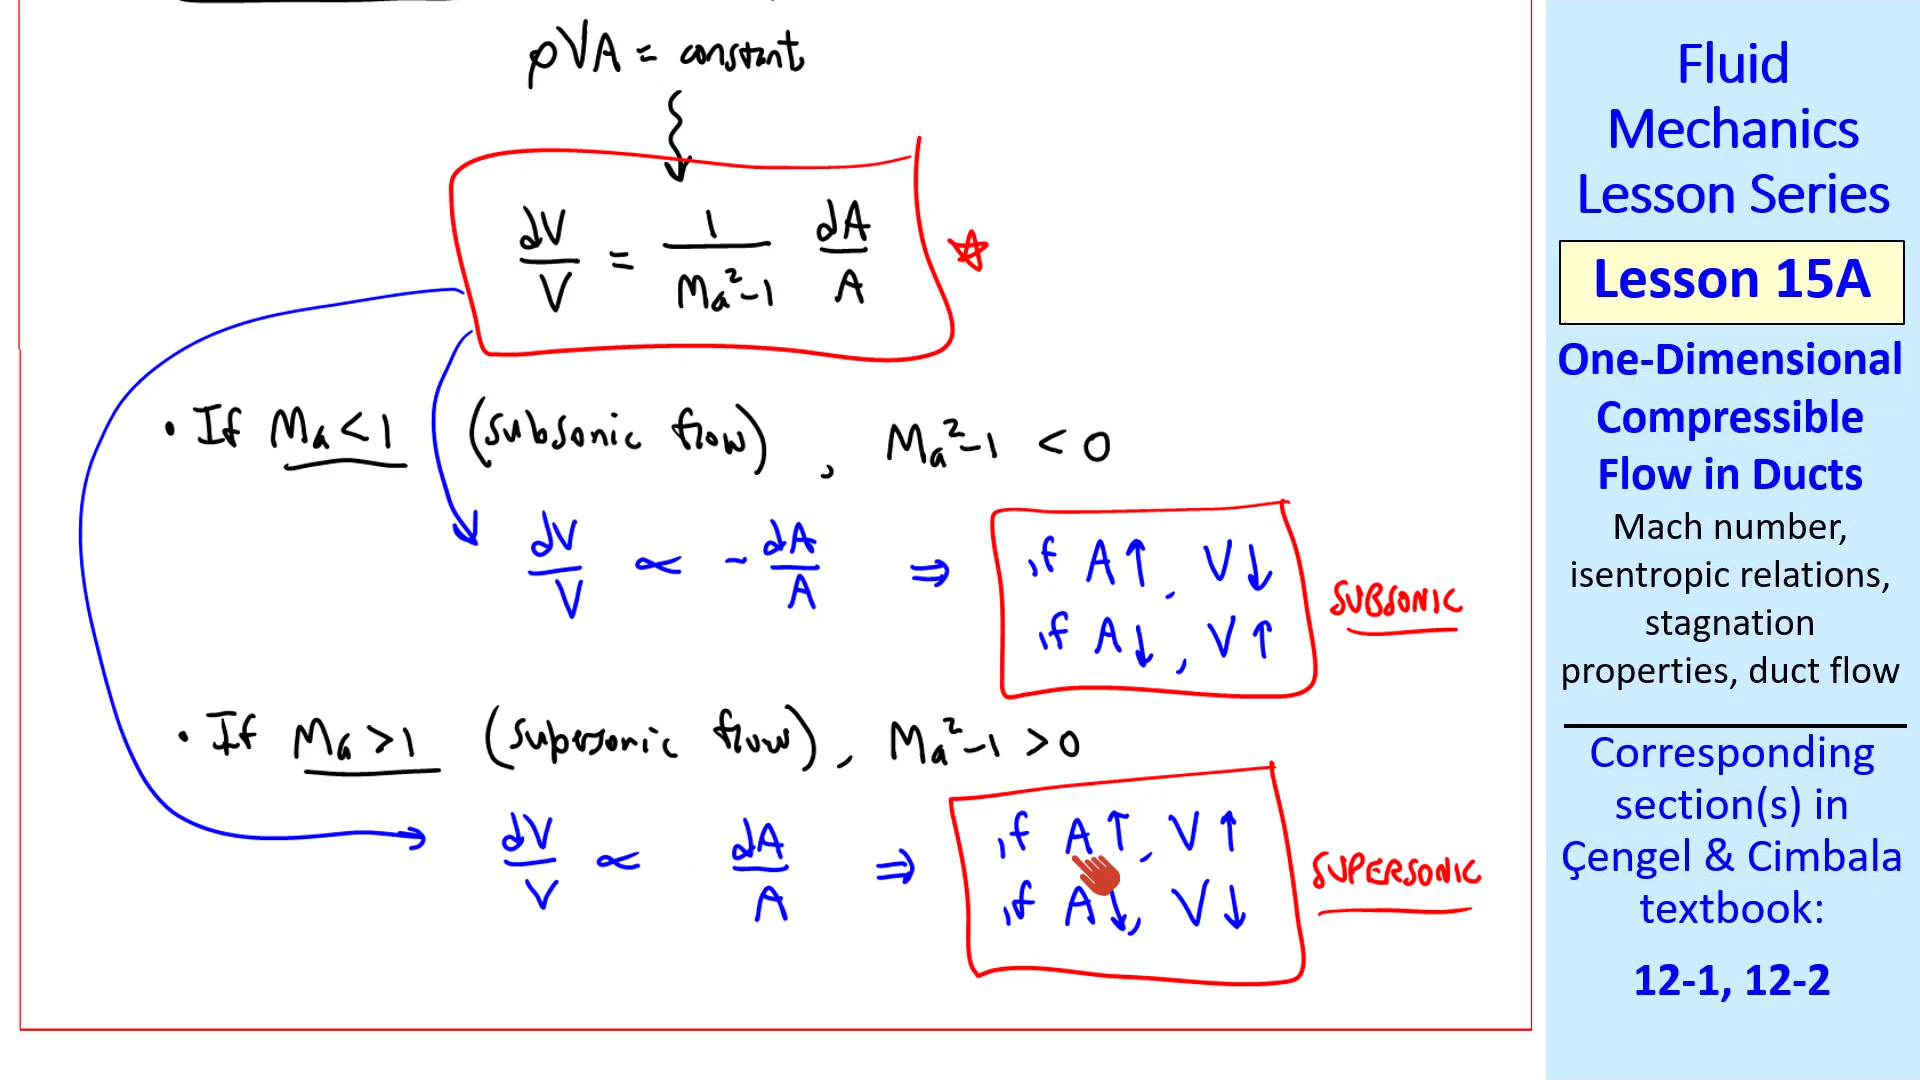 ρVA = constant
dV/V = 1/(Ma²-1) dA/A
• If Ma < 1 (subsonic flow), Ma²-1 < 0
dV/V ∝ - dA/A ⇒ if A↑, V↓
if A↓, V↑
SUBSONIC
• If Ma > 1 (supersonic flow), Ma²-1 > 0
dV/V ∝ dA/A ⇒ if A↑, V↑
if A↓, V↓
SUPERSONIC
Fluid
Mechanics
Lesson Series
Lesson 15A
One-Dimensional
Compressible
Flow in Ducts
Mach number,
isentropic relations,
stagnation
properties, duct flow
Corresponding
section(s) in
Çengel & Cimbala
textbook:
12-1, 12-2